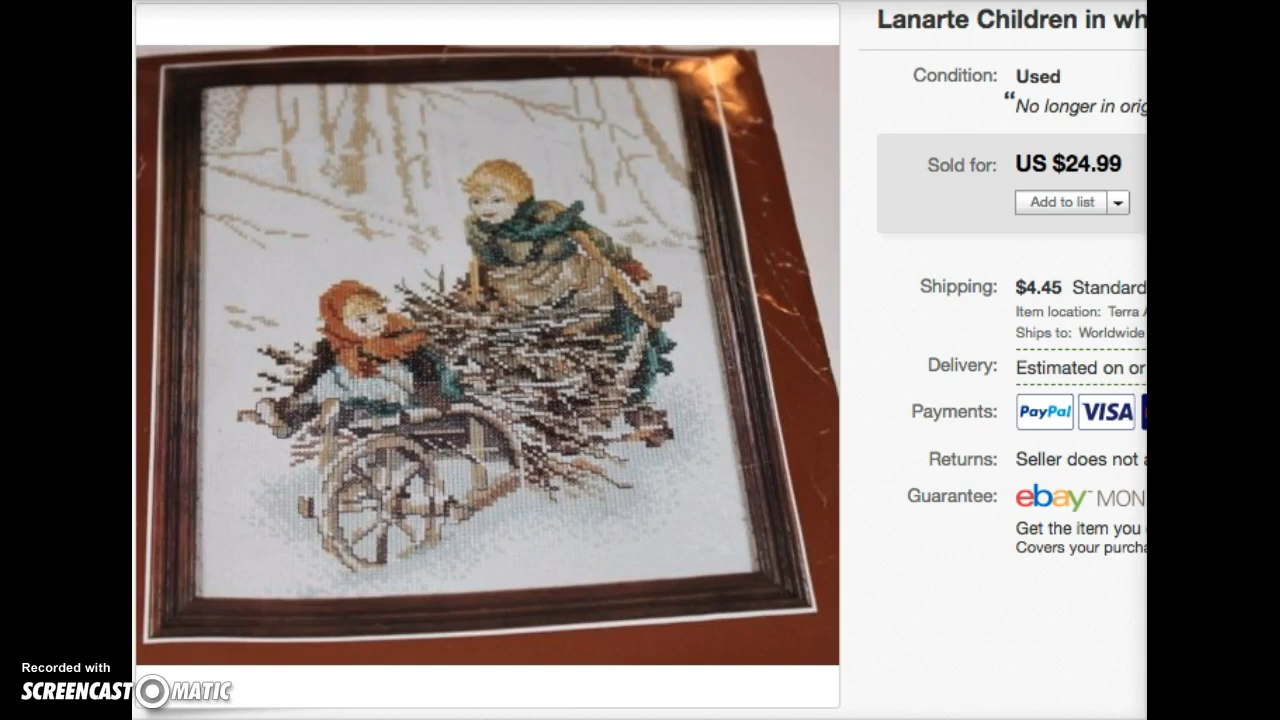 Lanarte Children in wh
Condition: Used
“No longer in orig
Sold for: US $24.99
Add to list
Shipping: $4.45 Standard
Item location: Terra A
Ships to: Worldwide
Delivery: Estimated on or
Payments: PayPal VISA
Returns: Seller does not a
Guarantee: ebay MON
Get the item you
Covers your purcha
Recorded with
SCREENCAST-O-MATIC